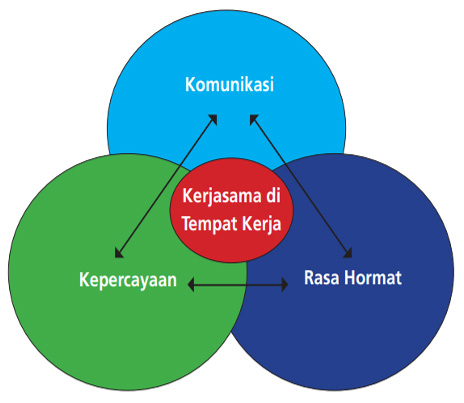 Komunikasi
Kerjasama di
Tempat Kerja
Kepercayaan
Rasa Hormat